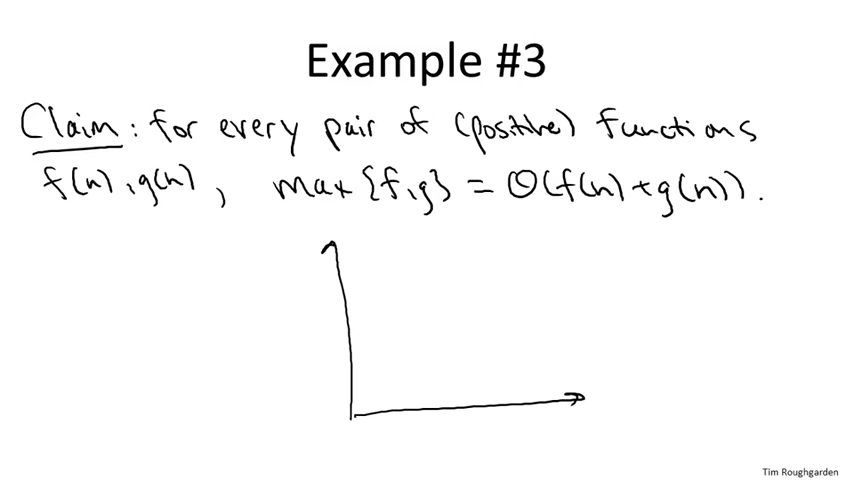 Example #3
Claim: for every pair of (positive) functions
f(n), g(n), max{f,g} = Θ(f(n)+g(n)).
Tim Roughgarden